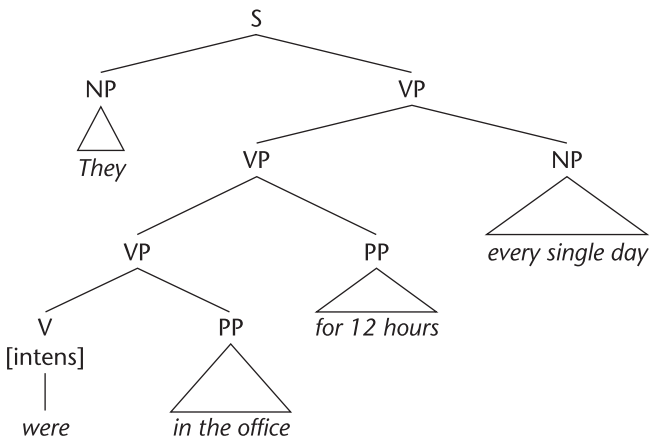 S
NP VP
They
VP NP
every single day
VP PP
for 12 hours
V PP
[intens]
were in the office